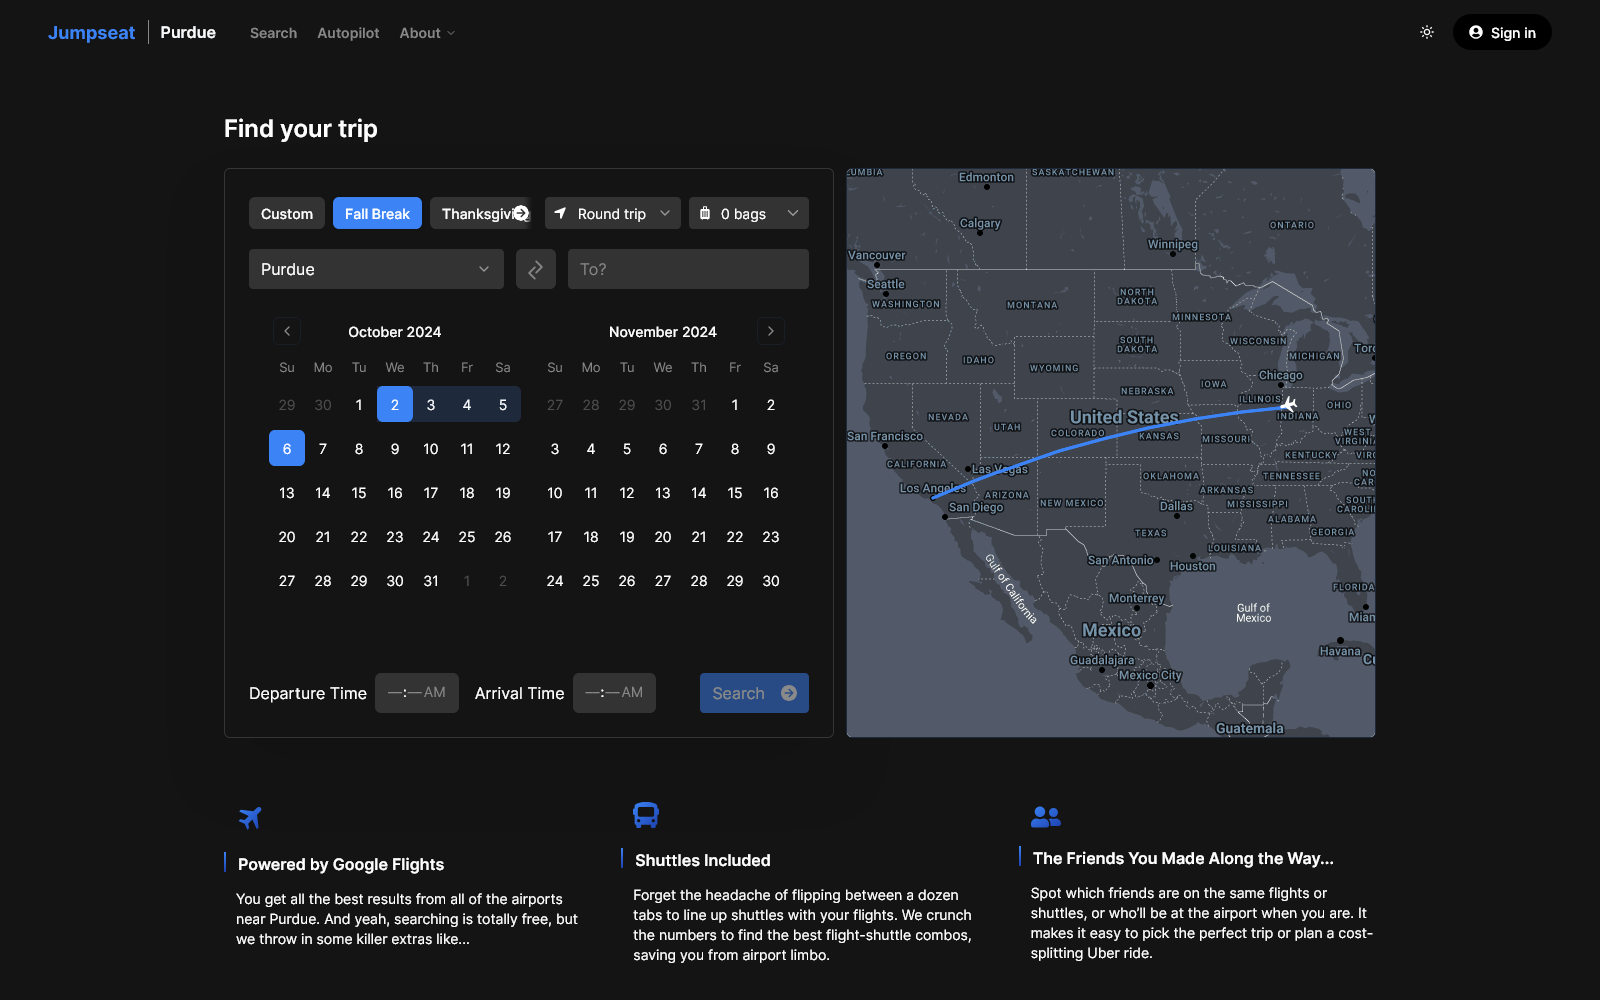 Jumpseat
Purdue
Search
Autopilot
About
Sign in
Find your trip
Custom
Fall Break
Round trip
0 bags
Purdue
To?
October 2024
November 2024
Su Mo Tu We Th Fr Sa
29 30 1 2 3 4 5
6 7 8 9 10 11 12
13 14 15 16 17 18 19
20 21 22 23 24 25 26
27 28 29 30 31 1 2
Su Mo Tu We Th Fr Sa
27 28 29 30 31 1 2
3 4 5 6 7 8 9
10 11 12 13 14 15 16
17 18 19 20 21 22 23
24 25 26 27 28 29 30
Departure Time
––:––AM
Arrival Time
––:––AM
Search
Edmonton
SASKATCHEWAN
Calgary
ONTARIO
Winnipeg
Vancouver
Seattle
WASHINGTON
MONTANA
NORTH
DAKOTA
MINNESOTA
OREGON
IDAHO
WYOMING
SOUTH
DAKOTA
WISCONSIN
MICHIGAN
Chicago
NEBRASKA
IOWA
ILLINOIS
INDIANA
OHIO
NEVADA
UTAH
United States
COLORADO
KANSAS
MISSOURI
WEST
KENTUCKY
San Francisco
CALIFORNIA
Las Vegas
Los Angeles
ARIZONA
NEW MEXICO
OKLAHOMA
TENNESSEE
ARKANSAS
San Diego
Dallas
MISSISSIPPI
ALABAMA
GEORGIA
TEXAS
LOUISIANA
San Antonio
Houston
FLORIDA
Gulf of California
Monterrey
Gulf of
Mexico
Mexico
Havana
Guadalajara
Mexico City
Guatemala
Powered by Google Flights
You get all the best results from all of the airports
near Purdue. And yeah, searching is totally free, but
we throw in some killer extras like...
Shuttles Included
Forget the headache of flipping between a dozen
tabs to line up shuttles with your flights. We crunch
the numbers to find the best flight-shuttle combos,
saving you from airport limbo.
The Friends You Made Along the Way...
Spot which friends are on the same flights or
shuttles, or who'll be at the airport when you are. It
makes it easy to pick the perfect trip or plan a cost-
splitting Uber ride.